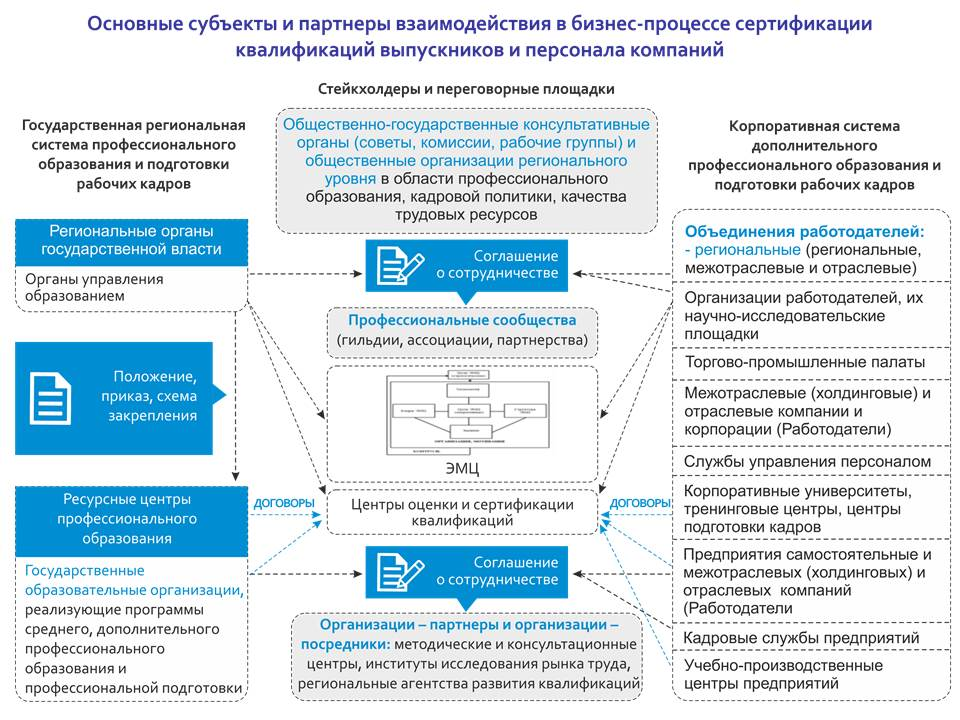 Основные субъекты и партнеры взаимодействия в бизнес-процессе сертификации
квалификаций выпускников и персонала компаний
Стейкхолдеры и переговорные площадки
Государственная региональная
система профессионального
образования и подготовки
рабочих кадров
Региональные органы
государственной власти
Органы управления
образованием
Положение,
приказ, схема
закрепления
Ресурсные центры
профессионального
образования
Государственные
образовательные организации,
реализующие программы
среднего, дополнительного
профессионального
образования и
профессиональной подготовки
Общественно-государственные консультативные
органы (советы, комиссии, рабочие группы) и
общественные организации регионального
уровня в области профессионального
образования, кадровой политики, качества
трудовых ресурсов
Соглашение
о сотрудничестве
Профессиональные сообщества
(гильдии, ассоциации, партнерства)
ЭМЦ
ДОГОВОРЫ
Центры оценки и сертификации
квалификаций
ДОГОВОРЫ
Соглашение
о сотрудничестве
Организации – партнеры и организации –
посредники: методические и консультационные
центры, институты исследования рынка труда,
региональные агентства развития квалификаций
Корпоративная система
дополнительного
профессионального образования и
подготовки рабочих кадров
Объединения работодателей:
- региональные (региональные,
межотраслевые и отраслевые)
Организации работодателей, их
научно-исследовательские
площадки
Торгово-промышленные палаты
Межотраслевые (холдинговые) и
отраслевые компании и
корпорации (Работодатели)
Службы управления персоналом
Корпоративные университеты,
тренинговые центры, центры
подготовки кадров
Предприятия самостоятельные и
межотраслевых (холдинговых) и
отраслевых компаний
(Работодатели
Кадровые службы предприятий
Учебно-производственные
центры предприятий